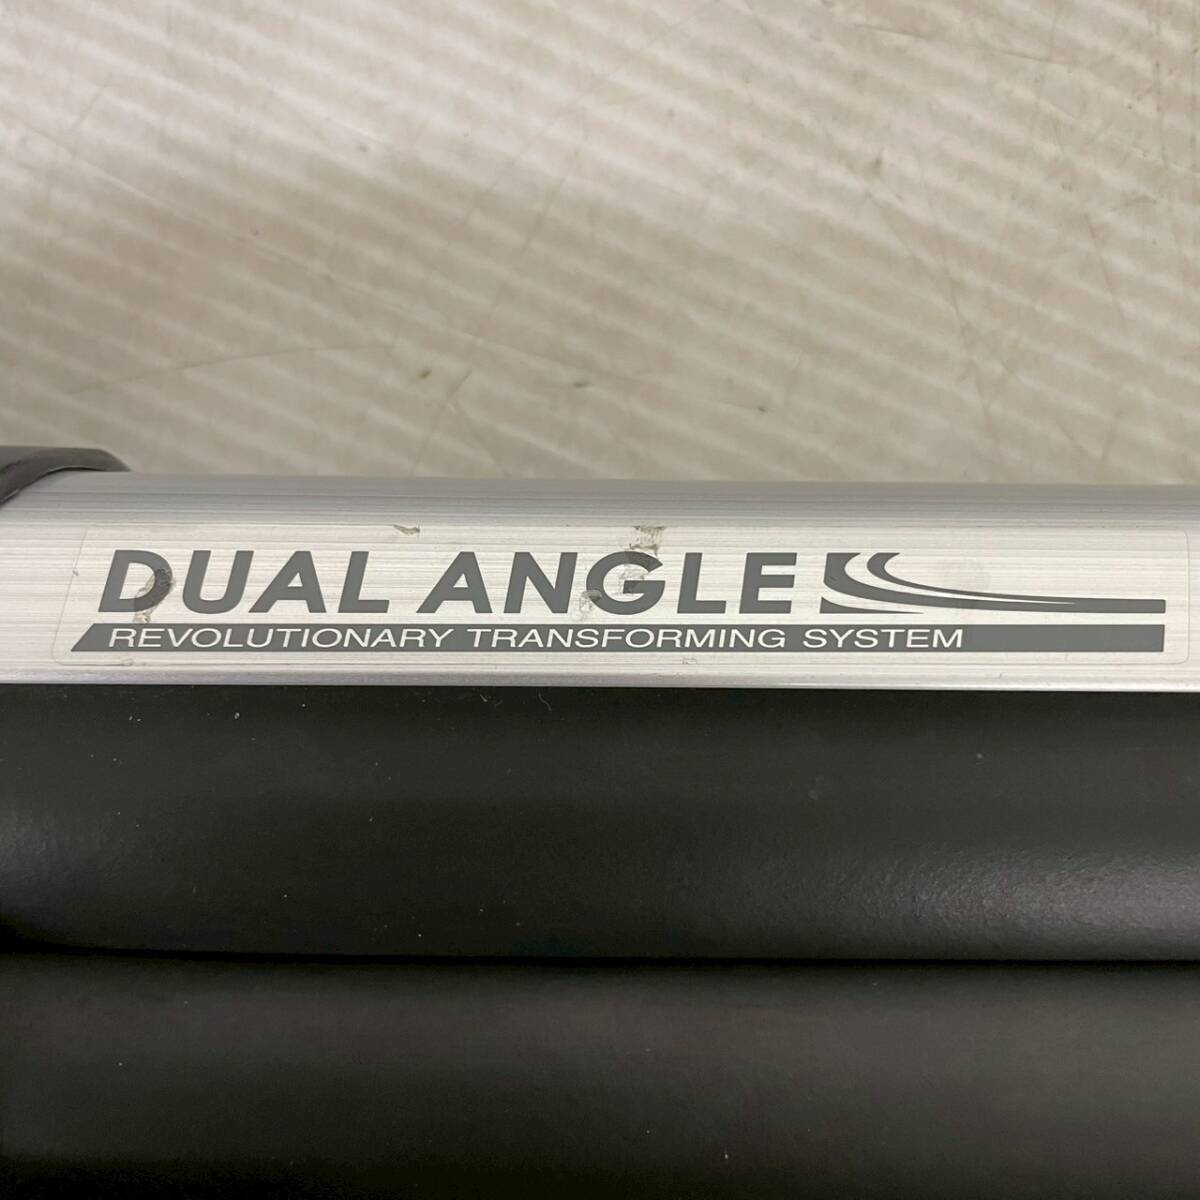 DUAL ANGLE
REVOLUTIONARY TRANSFORMING SYSTEM